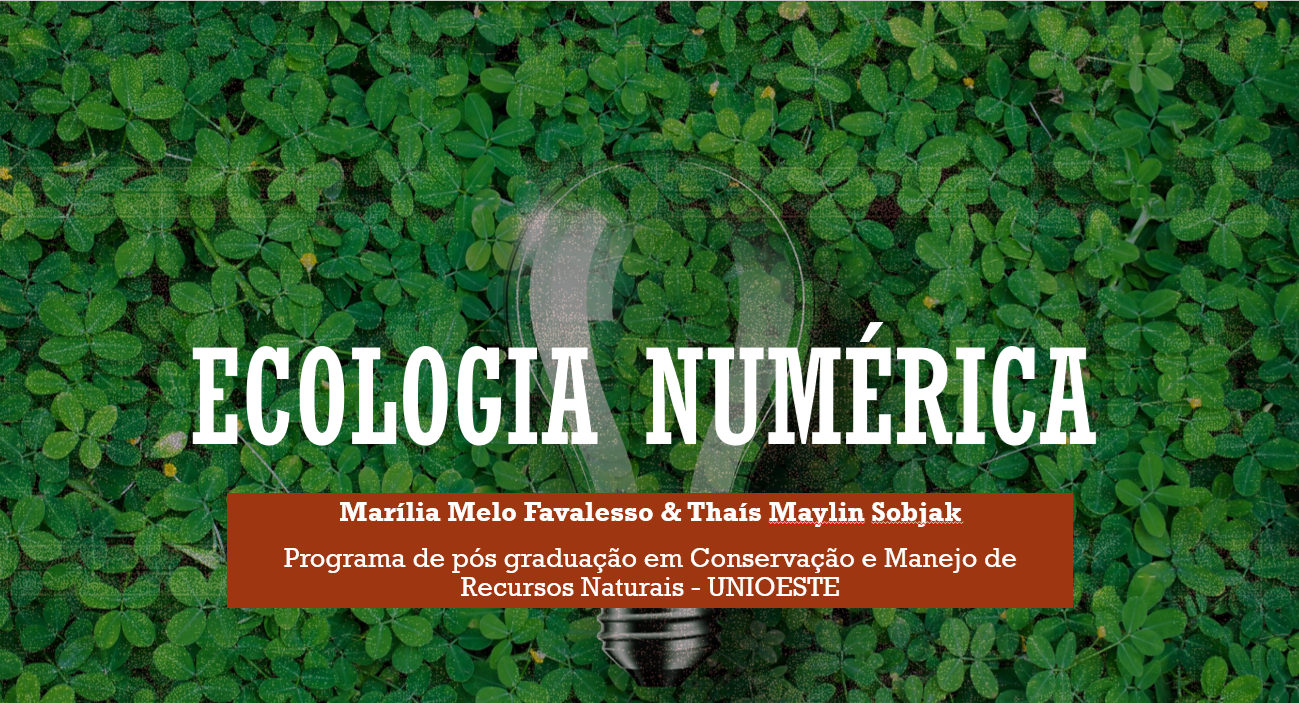 ECOLOGIA NUMÉRICA
Marília Melo Favalesso & Thaís Maylin Sobjak
Programa de pós graduação em Conservação e Manejo de
Recursos Naturais - UNIOESTE